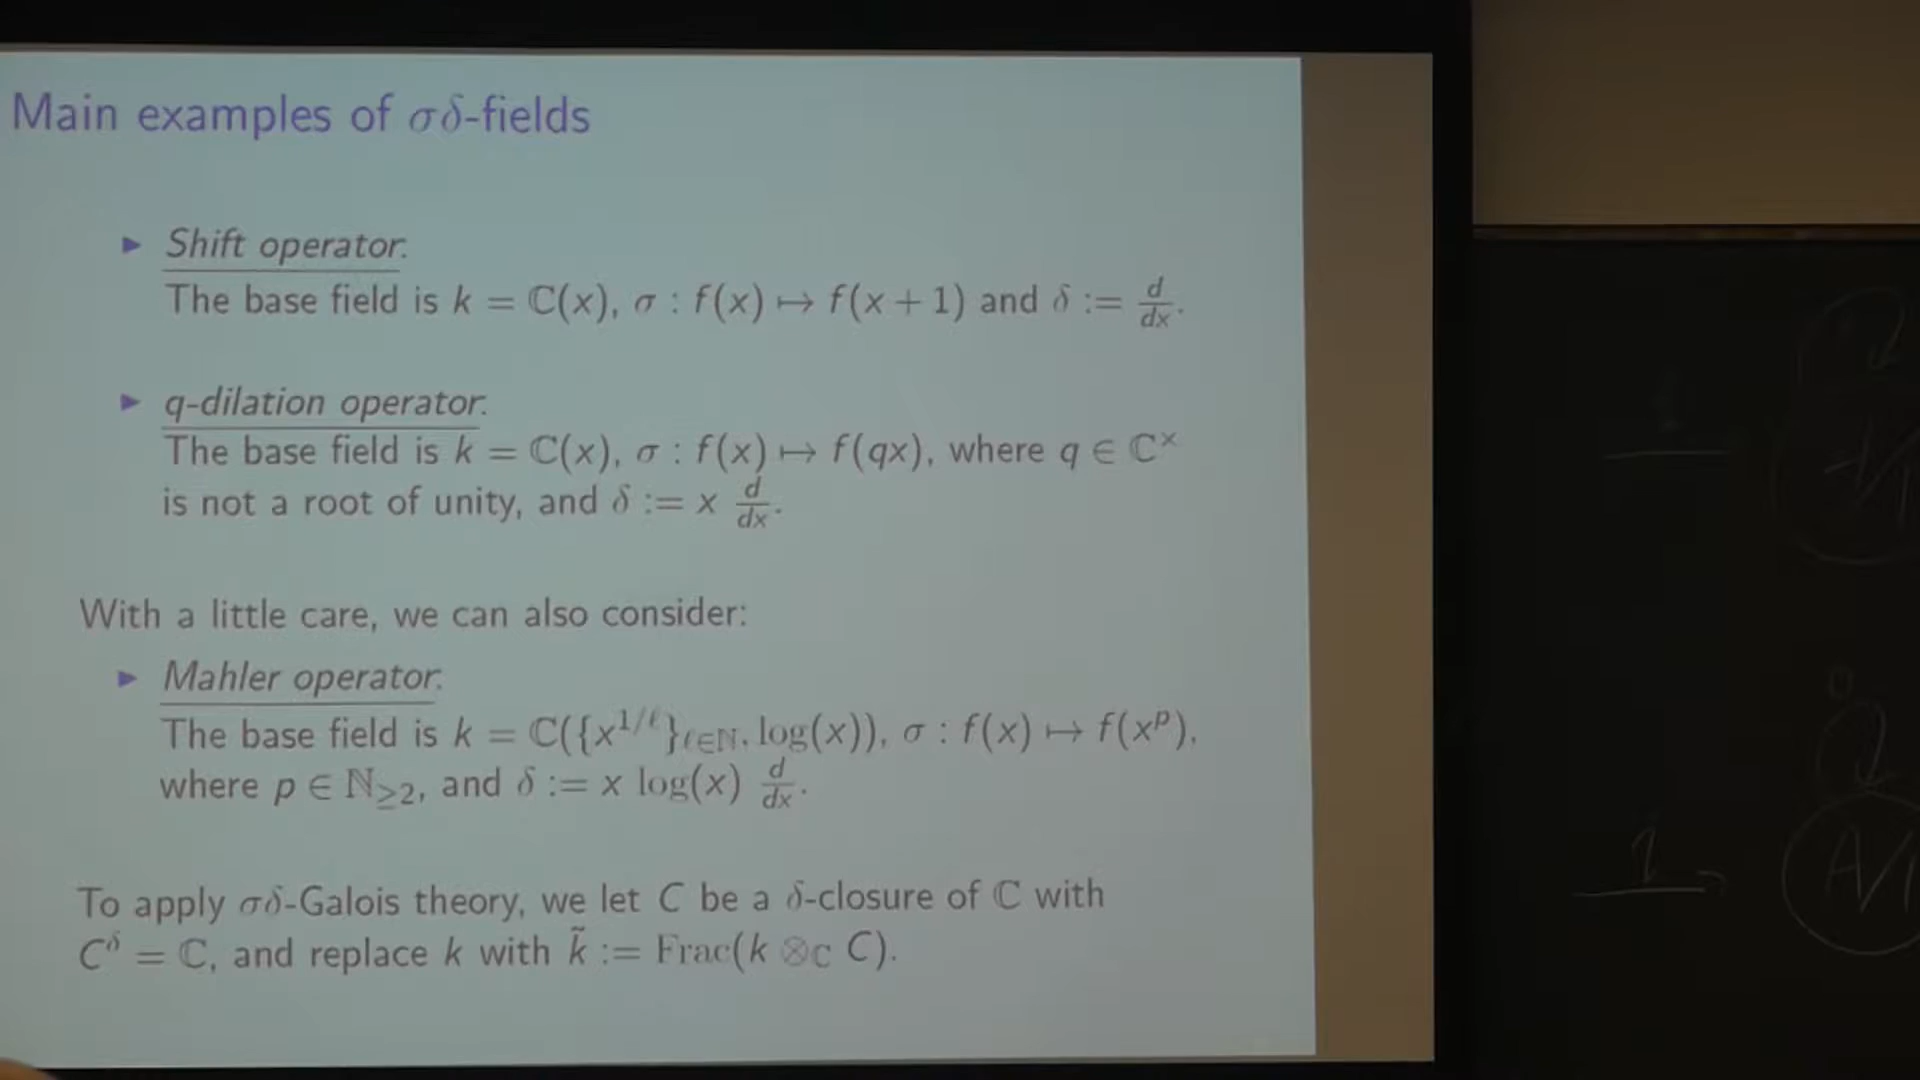 Main examples of σδ-fields
▶ Shift operator.
The base field is k = ℂ(x), σ : f(x) ↦ f(x + 1) and δ := d/dx.
▶ q-dilation operator.
The base field is k = ℂ(x), σ : f(x) ↦ f(qx), where q ∈ ℂ×
is not a root of unity, and δ := x d/dx.
With a little care, we can also consider:
▶ Mahler operator.
The base field is k = ℂ({x^{1/ℓ}}_{ℓ∈ℕ}, log(x)), σ : f(x) ↦ f(x^p),
where p ∈ ℕ_{≥2}, and δ := x log(x) d/dx.
To apply σδ-Galois theory, we let C be a δ-closure of ℂ with
C^δ = ℂ, and replace k with k̃ := Frac(k ⊗_ℂ C).